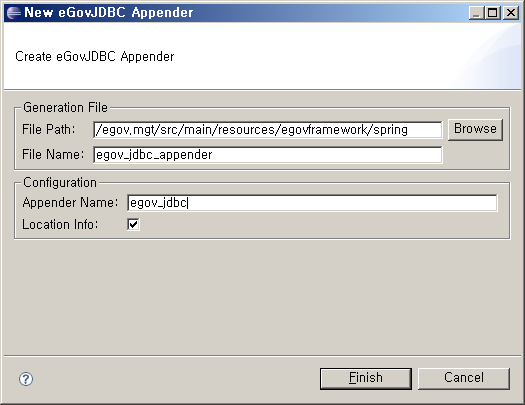 New eGovJDBC Appender
Create eGovJDBC Appender
Generation File
File Path: /egov.mgt/src/main/resources/egovframework/spring Browse
File Name: egov_jdbc_appender
Configuration
Appender Name: egov_jdbc
Location Info:
Finish Cancel